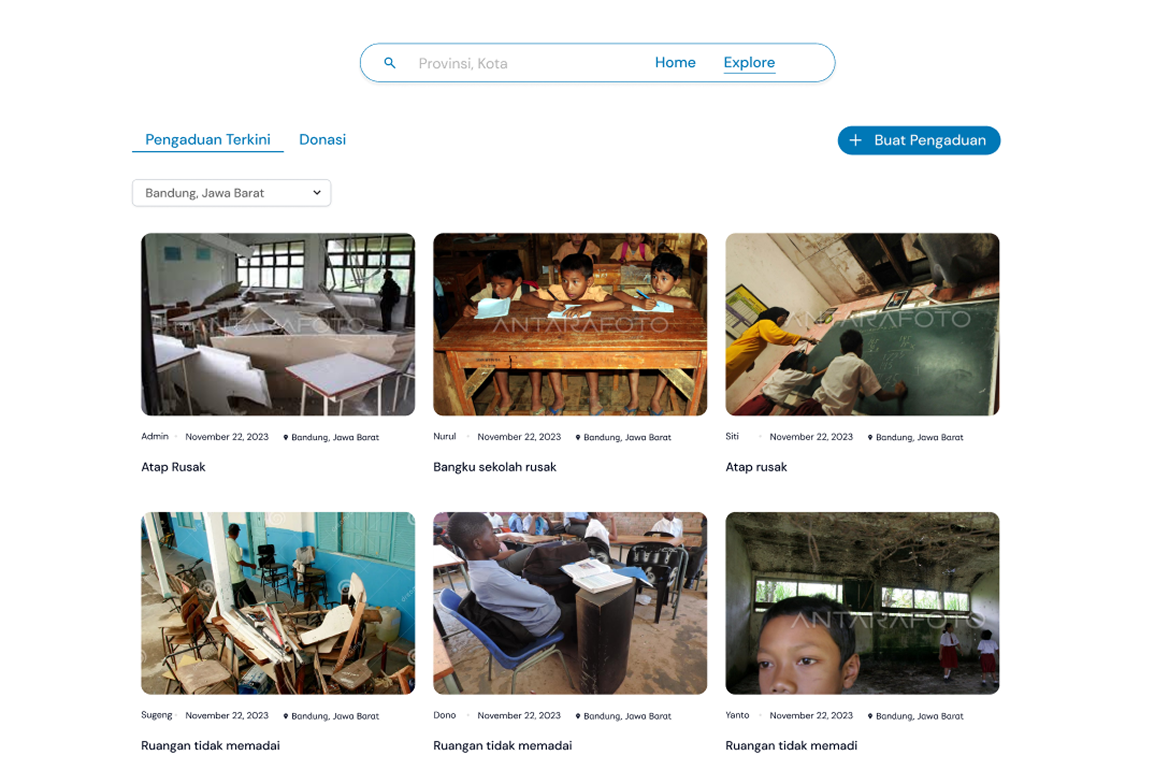 Provinsi, Kota Home Explore
Pengaduan Terkini Donasi + Buat Pengaduan
Bandung, Jawa Barat
ANTARAFOTO ANTARAFOTO ANTARAFOTO
Admin November 22, 2023 Bandung, Jawa Barat Nurul November 22, 2023 Bandung, Jawa Barat Siti November 22, 2023 Bandung, Jawa Barat
Atap Rusak Bangku sekolah rusak Atap rusak
ANTARAFOTO
Sugeng November 22, 2023 Bandung, Jawa Barat Dono November 22, 2023 Bandung, Jawa Barat Yanto November 22, 2023 Bandung, Jawa Barat
Ruangan tidak memadai Ruangan tidak memadai Ruangan tidak memadi